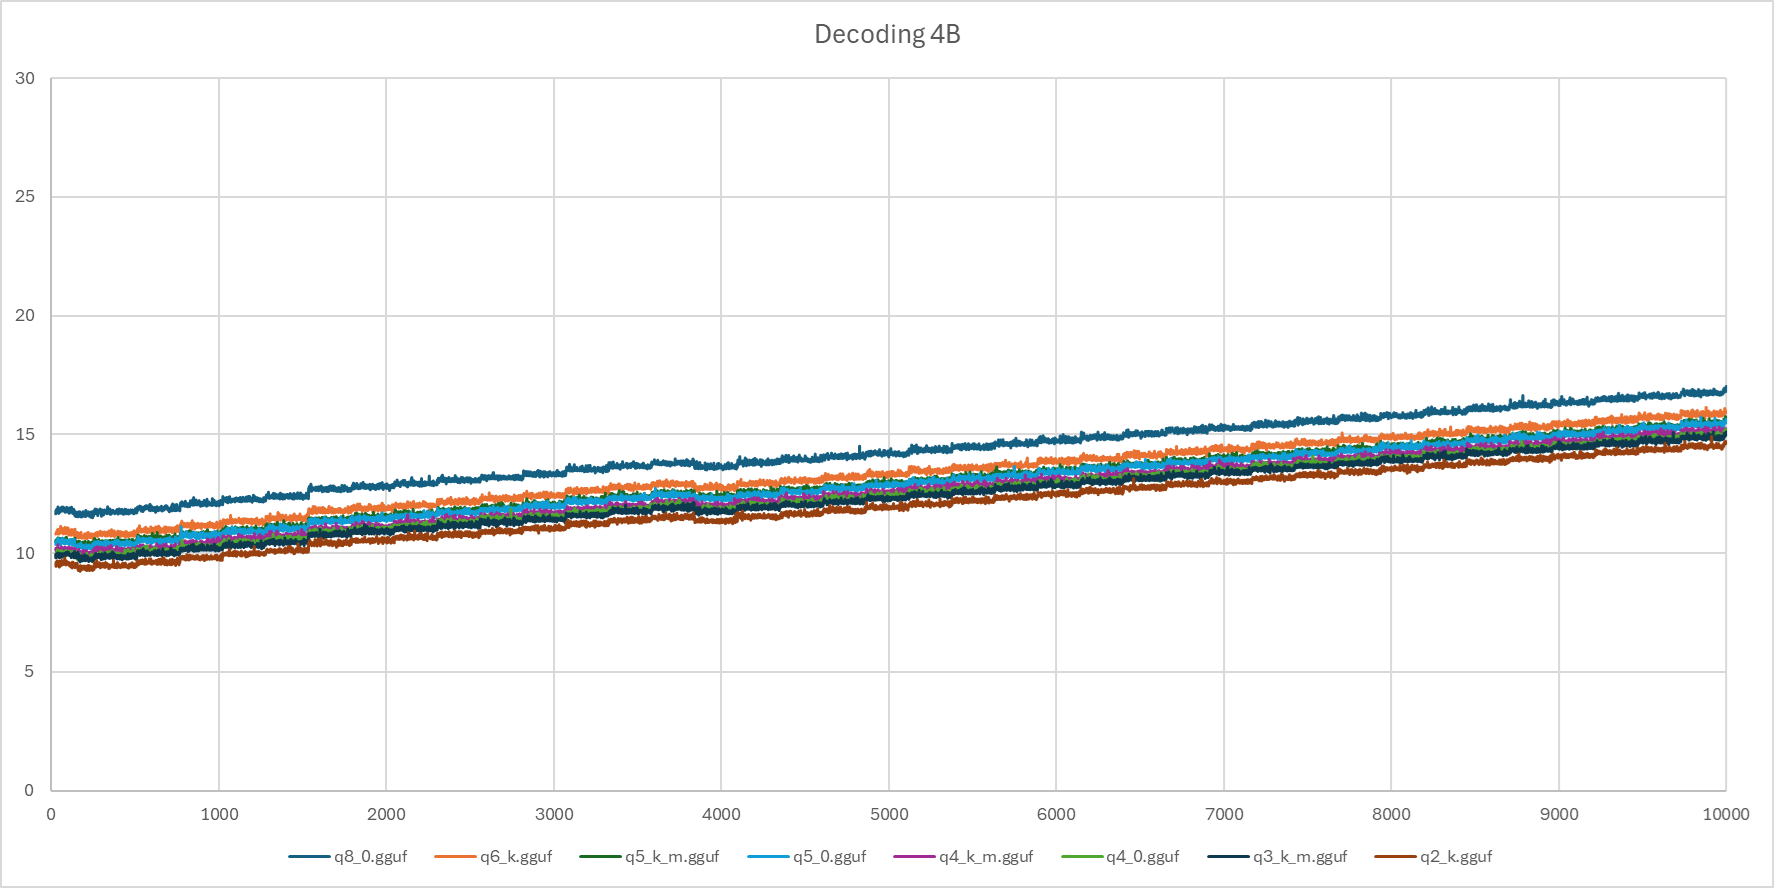 Decoding 4B
30
25
20
15
10
5
0
0 1000 2000 3000 4000 5000 6000 7000 8000 9000 10000
q8_0.gguf q6_k.gguf q5_k_m.gguf q5_0.gguf q4_k_m.gguf q4_0.gguf q3_k_m.gguf q2_k.gguf